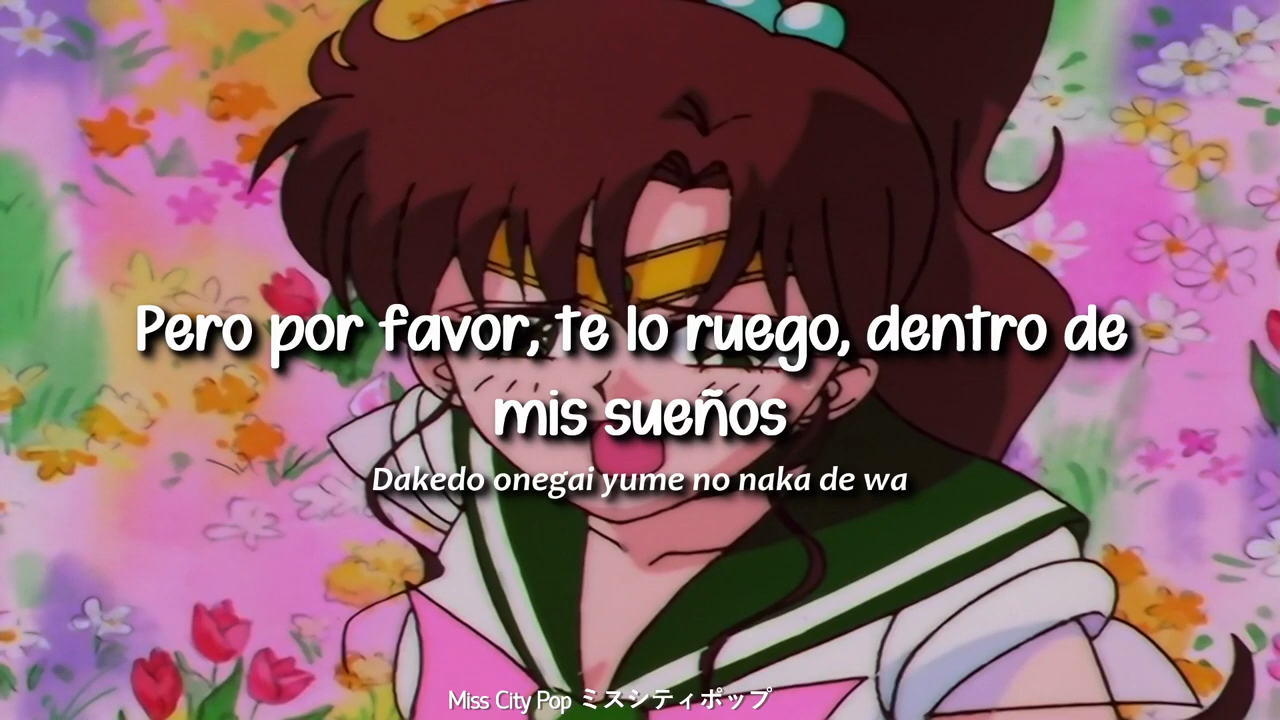 Pero por favor, te lo ruego, dentro de
mis sueños
Dakedo onegai yume no naka de wa
Miss City Pop ミスシティポップ